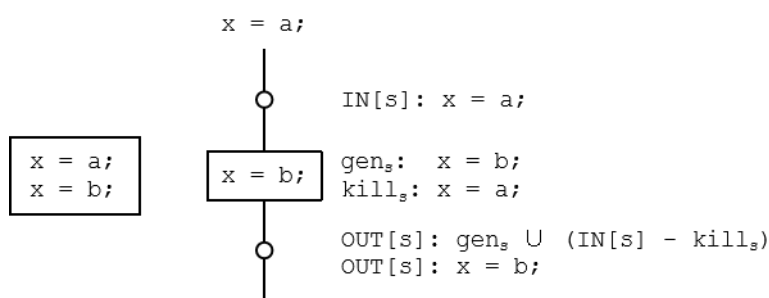 x = a;
IN[s]: x = a;
x = a;
x = b;
x = b;
genₛ: x = b;
killₛ: x = a;
OUT[s]: genₛ ∪ (IN[s] - killₛ)
OUT[s]: x = b;